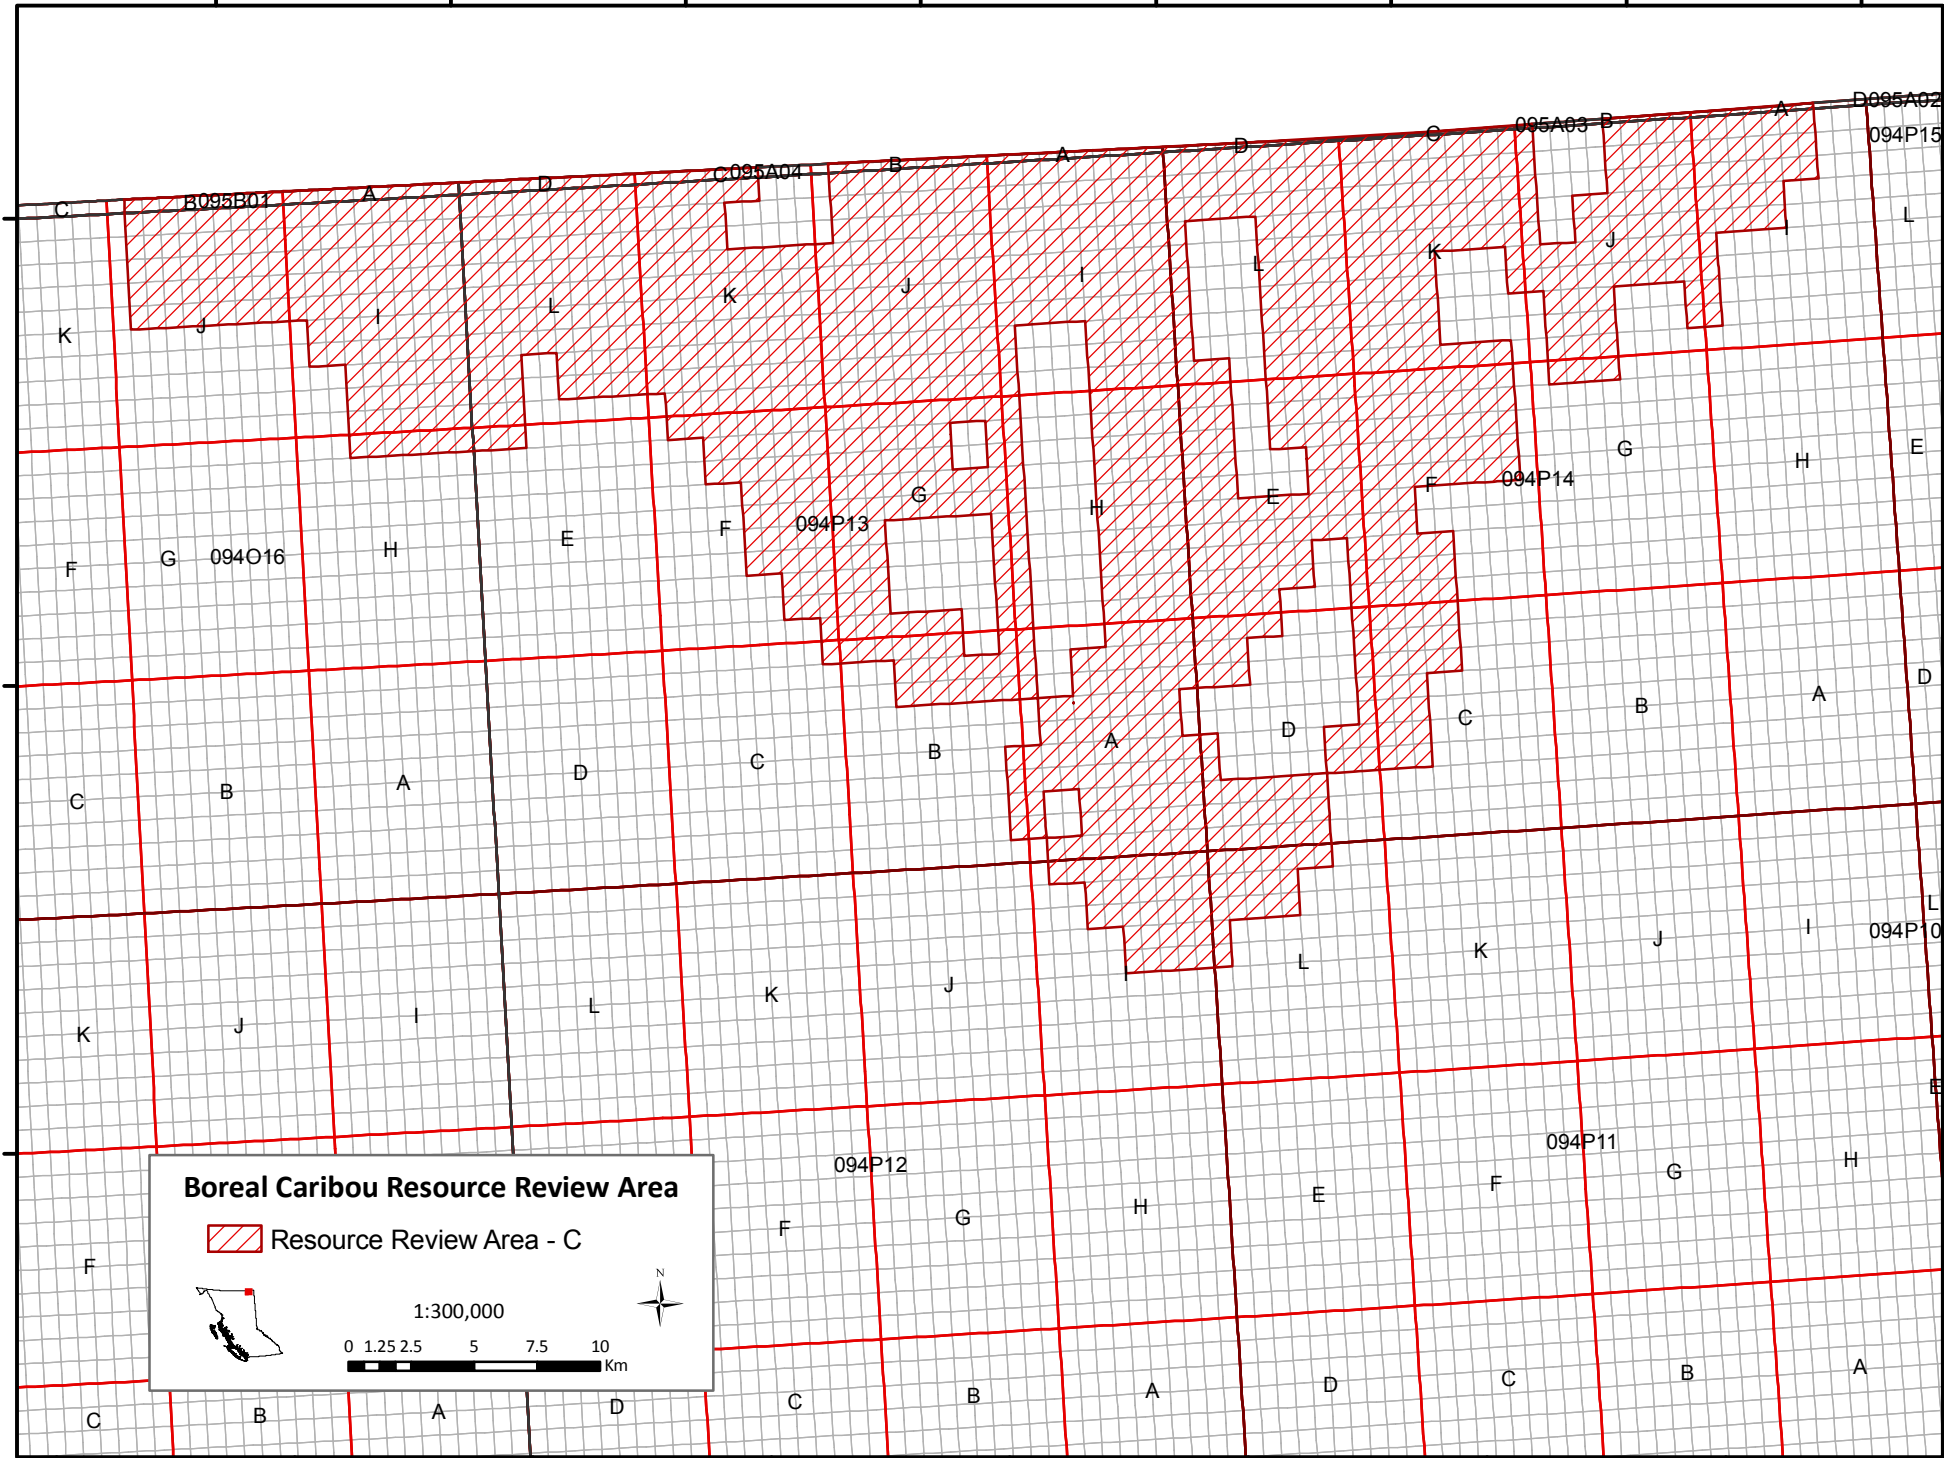 D095A02
A
B
095A03
C
094P15
D
A
B
C095A04
D
A
B095B01
C
L
I
J
K
L
I
J
K
L
I
J
K
E
H
G
F
094P14
E
H
G
094P13
F
E
H
094O16
G
F
D
A
B
C
D
A
B
C
D
A
B
C
L
094P10
I
J
K
L
I
J
K
L
I
J
K
E
094P11
H
G
F
E
H
G
094P12
F
F
Boreal Caribou Resource Review Area
Resource Review Area - C
N
1:300,000
0 1.25 2.5 5 7.5 10
Km
A
B
C
D
A
B
C
D
A
B
C